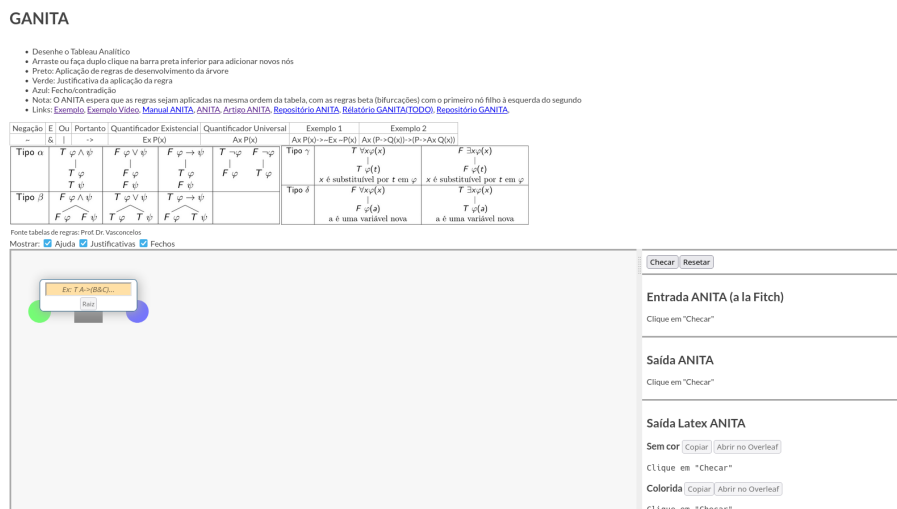 GANITA
• Desenhe o Tableau Analítico
• Arraste ou faça duplo clique na barra preta inferior para adicionar novos nós
• Preto: Aplicação de regras de desenvolvimento da árvore
• Verde: Justificativa da aplicação da regra
• Azul: Fecho/contradição
• Nota: O ANITA espera que as regras sejam aplicadas na mesma ordem da tabela, com as regras beta (bifurcações) com o primeiro nó filho à esquerda do segundo
• Links: Exemplo, Exemplo Vídeo, Manual ANITA, ANITA, Artigo ANITA, Repositório ANITA, Rélatório GANITA(TODO), Repositório GANITA,
Negação E Ou Portanto Quantificador Existencial Quantificador Universal Exemplo 1 Exemplo 2
~ & | -> Ex P(x) Ax P(x) Ax P(x)->~Ex ~P(x) Ax (P->Q(x))->(P->Ax Q(x))
Tipo α T φ ∧ ψ F φ ∨ ψ F φ → ψ T ¬φ F ¬φ Tipo γ T ∀xφ(x) F ∃xφ(x)
T φ F φ T φ F φ T φ T φ(t) F φ(t)
T ψ F ψ F ψ x é substituível por t em φ x é substituível por t em φ
Tipo β F φ ∧ ψ T φ ∨ ψ T φ → ψ Tipo δ F ∀xφ(x) T ∃xφ(x)
F φ F ψ T φ T ψ F φ T ψ F φ(a) T φ(a)
a é uma variável nova a é uma variável nova
Fonte tabelas de regras: Prof. Dr. Vasconcelos
Mostrar: Ajuda Justificativas Fechos
Ex: T A->(B&C)...
Raiz
Checar Resetar
Entrada ANITA (a la Fitch)
Clique em "Checar"
Saída ANITA
Clique em "Checar"
Saída Latex ANITA
Sem cor Copiar Abrir no Overleaf
Clique em "Checar"
Colorida Copiar Abrir no Overleaf
Clique em "Checar"